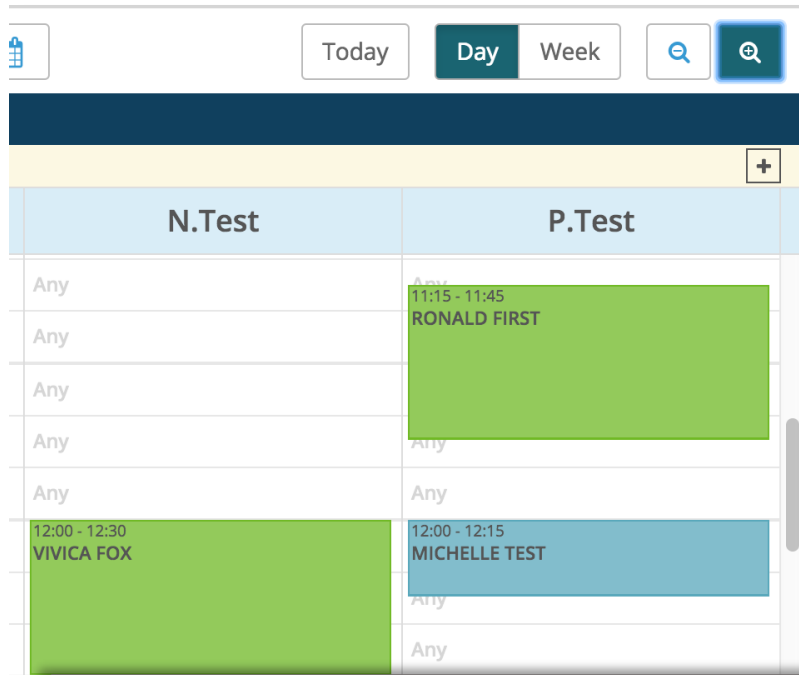 Today Day Week
N.Test P.Test
Any Any
11:15 - 11:45
RONALD FIRST
Any
Any
Any Any
Any Any
12:00 - 12:30 12:00 - 12:15
VIVICA FOX MICHELLE TEST
Any
Any